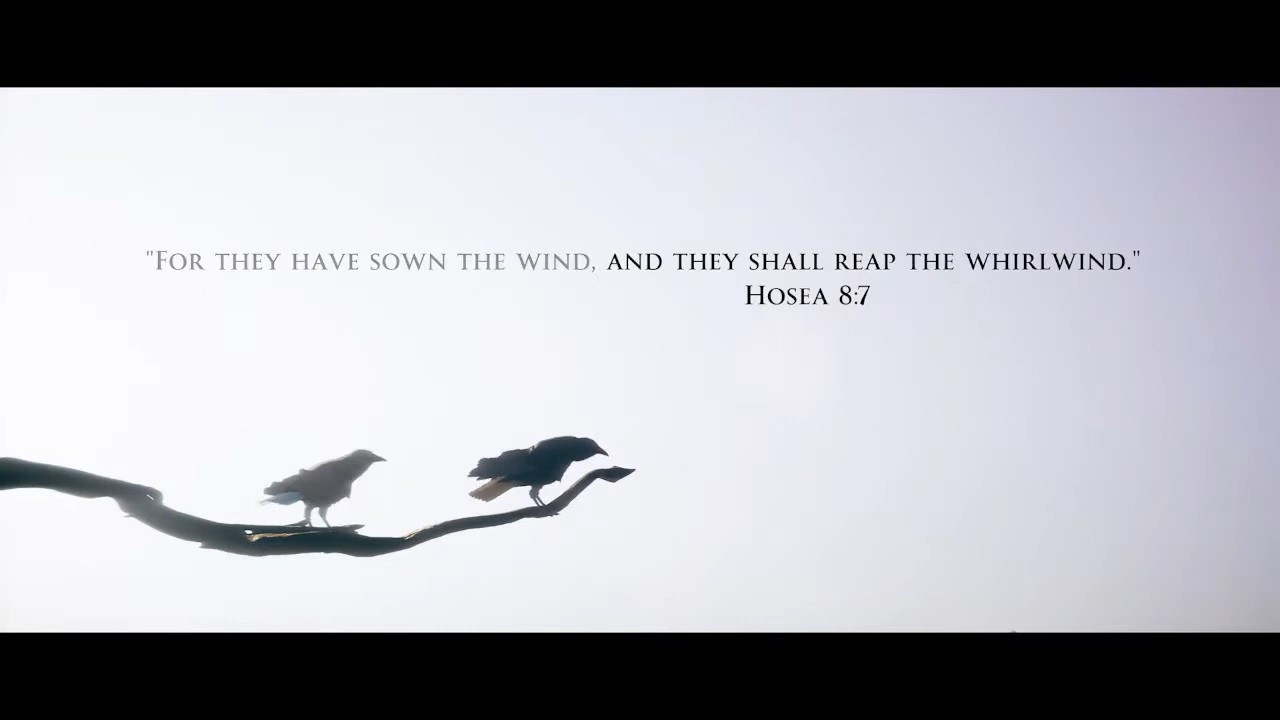 "For they have sown the wind, and they shall reap the whirlwind."
Hosea 8:7